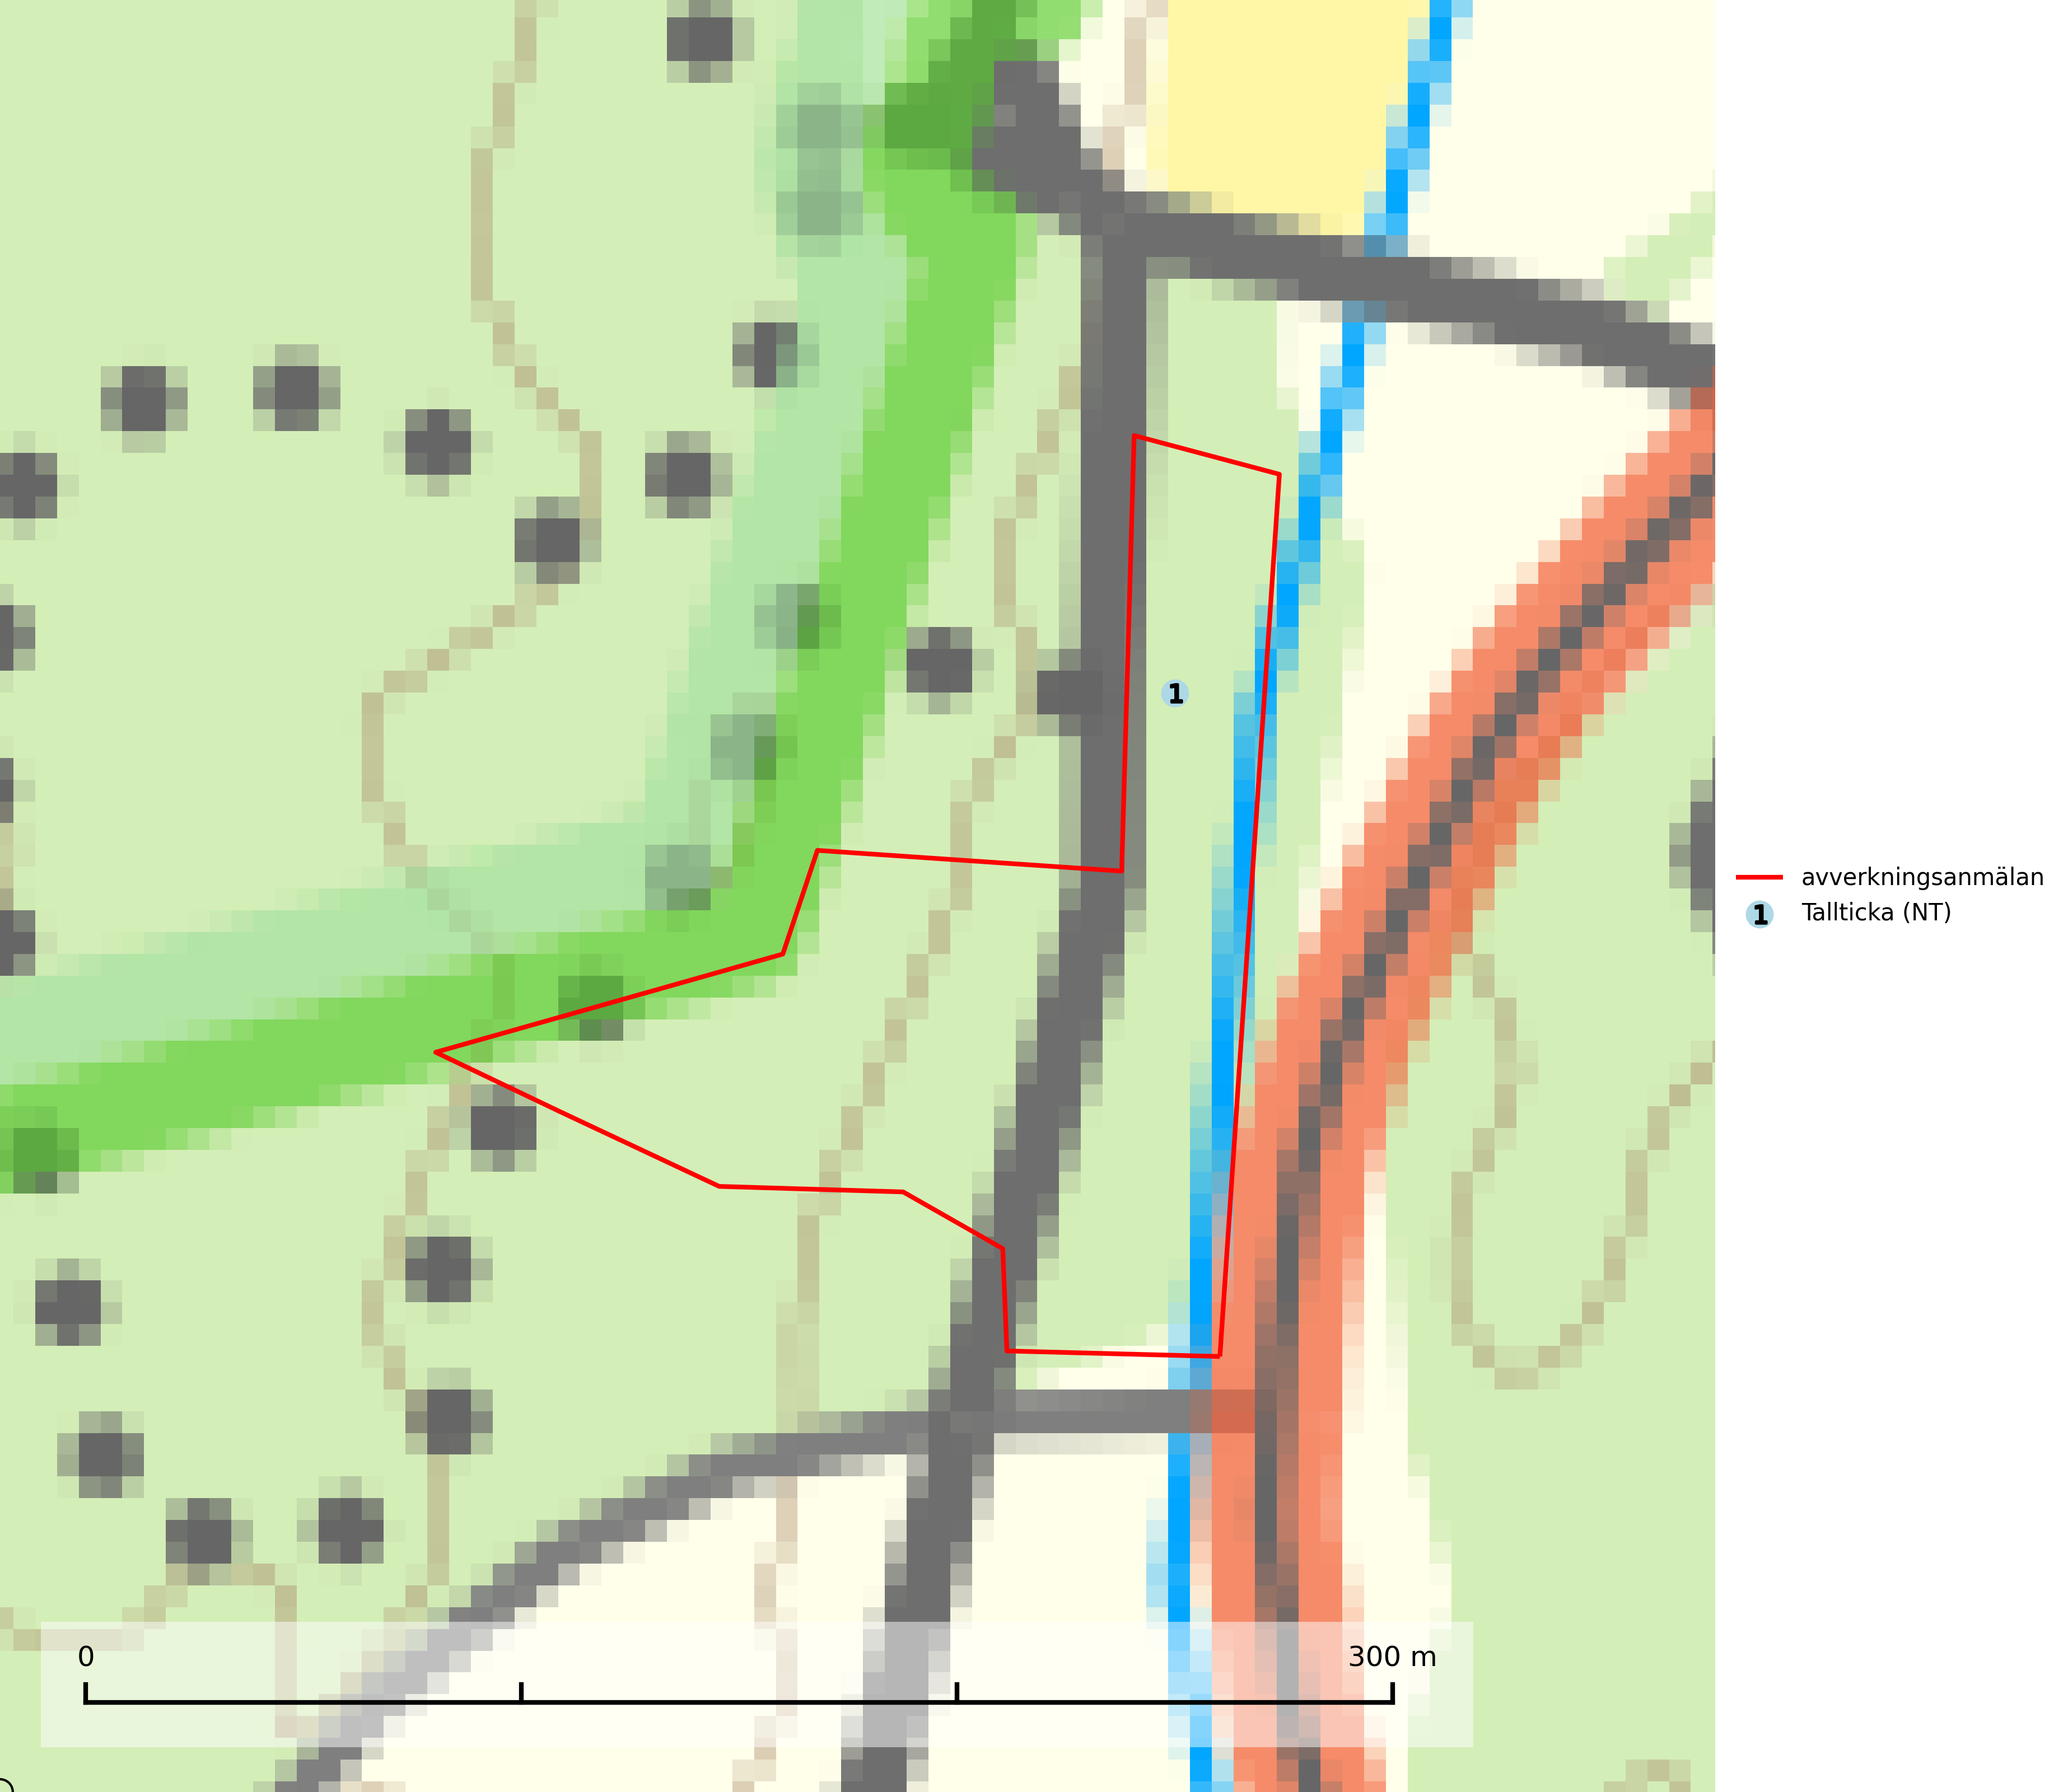 1
avverkningsanmälan
1 Tallticka (NT)
0 300 m